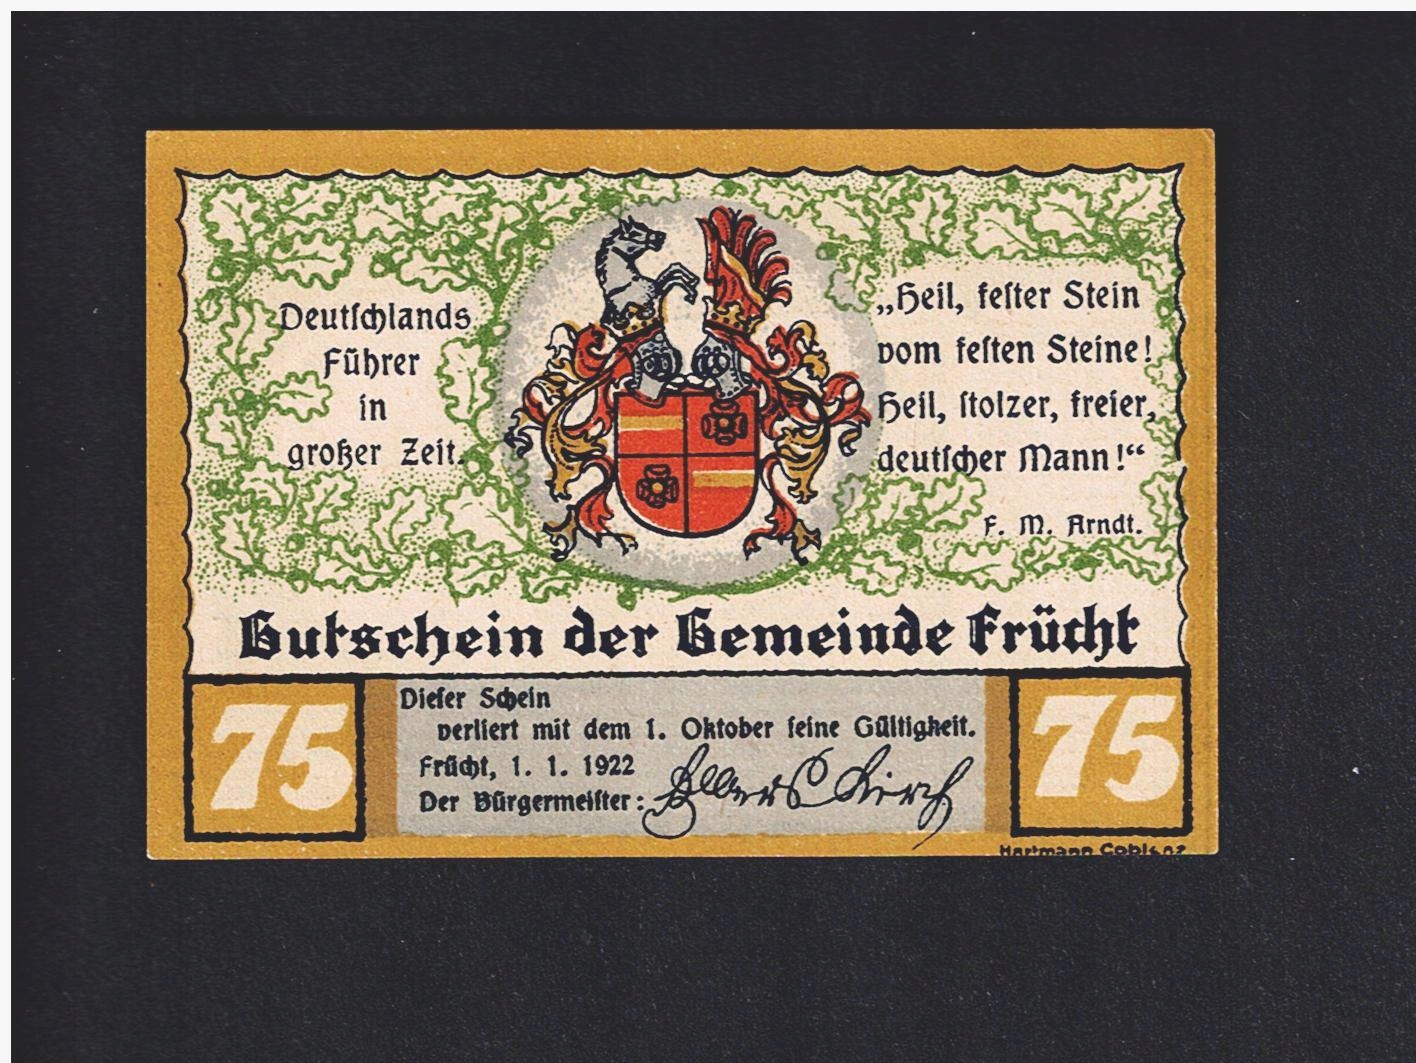 Deutſchlands
Führer
in
großer Zeit.
„Heil, feſter Stein
vom feſten Steine!
Heil, ſtolzer, freier,
deutſcher Mann!“
F. M. Arndt.
Gutschein der Gemeinde Frücht
75
Dieſer Schein
verliert mit dem 1. Oktober ſeine Gültigkeit.
Frücht, 1. 1. 1922
Der Bürgermeiſter:
75
Hartmann Coblenz